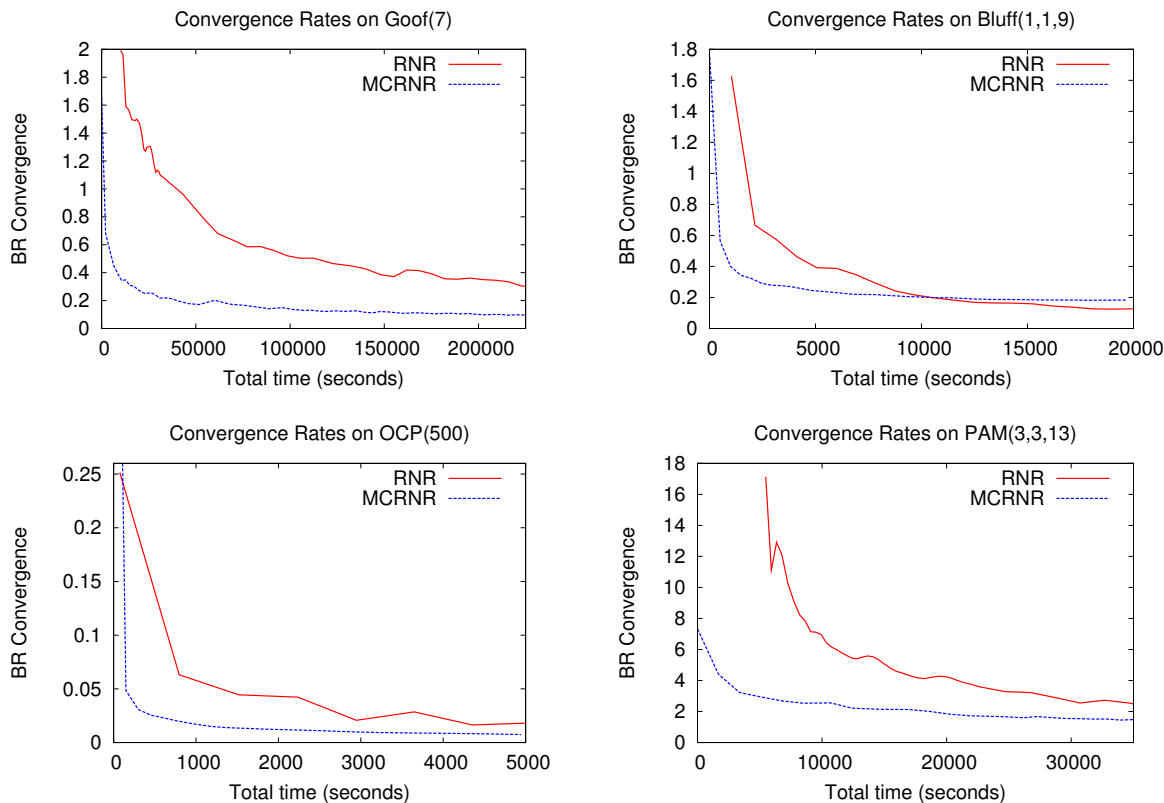 Convergence Rates on Goof(7)
BR Convergence
2
1.8
1.6
1.4
1.2
1
0.8
0.6
0.4
0.2
0
RNR
MCRNR
0 50000 100000 150000 200000
Total time (seconds)
Convergence Rates on Bluff(1,1,9)
BR Convergence
1.8
1.6
1.4
1.2
1
0.8
0.6
0.4
0.2
0
RNR
MCRNR
0 5000 10000 15000 20000
Total time (seconds)
Convergence Rates on OCP(500)
BR Convergence
0.25
0.2
0.15
0.1
0.05
0
RNR
MCRNR
0 1000 2000 3000 4000 5000
Total time (seconds)
Convergence Rates on PAM(3,3,13)
BR Convergence
18
16
14
12
10
8
6
4
2
0
RNR
MCRNR
0 10000 20000 30000
Total time (seconds)